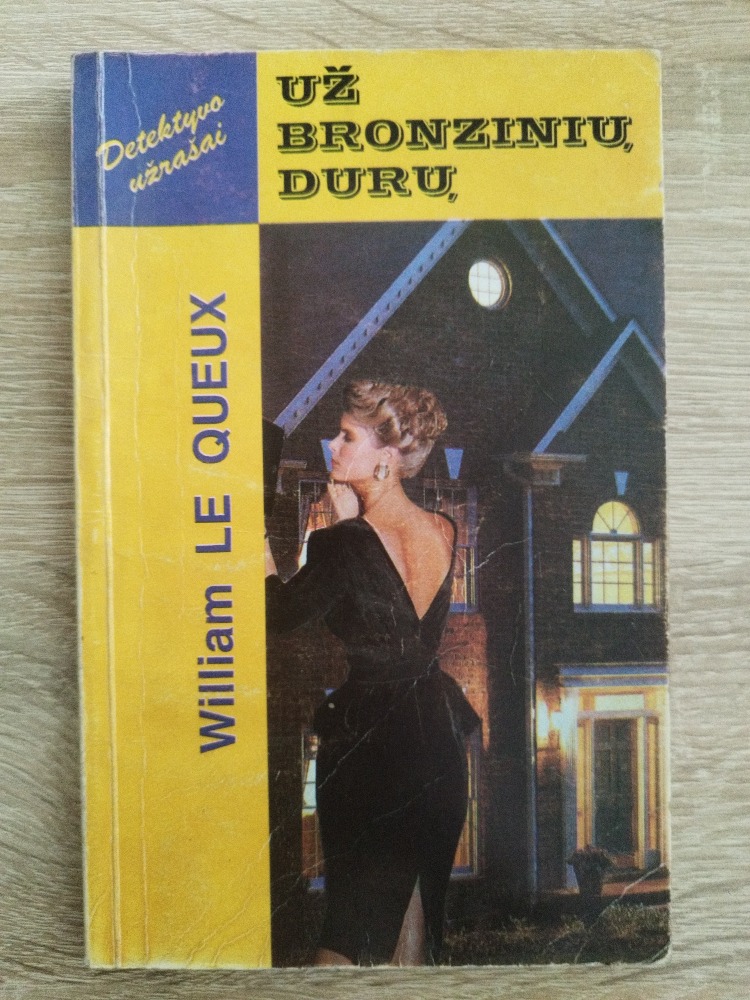 Detektyvo
užrašai
UŽ
BRONZINIŲ
DURŲ
William LE QUEUX